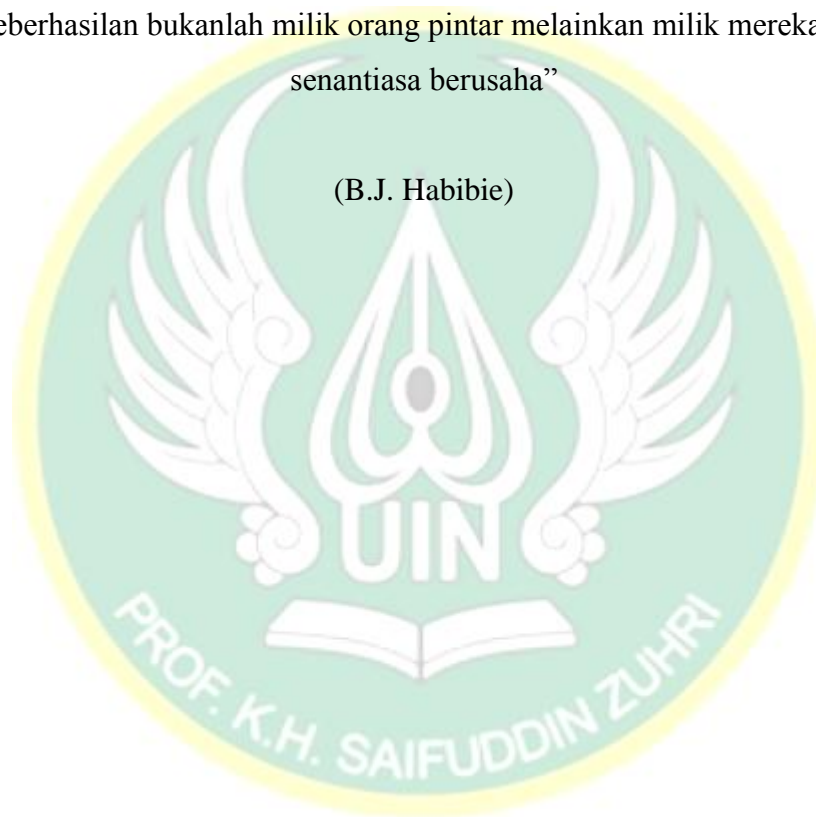 eberhasilan bukanlah milik orang pintar melainkan milik mereka
senantiasa berusaha”
(B.J. Habibie)
UIN
PROF. K.H. SAIFUDDIN ZUHRI